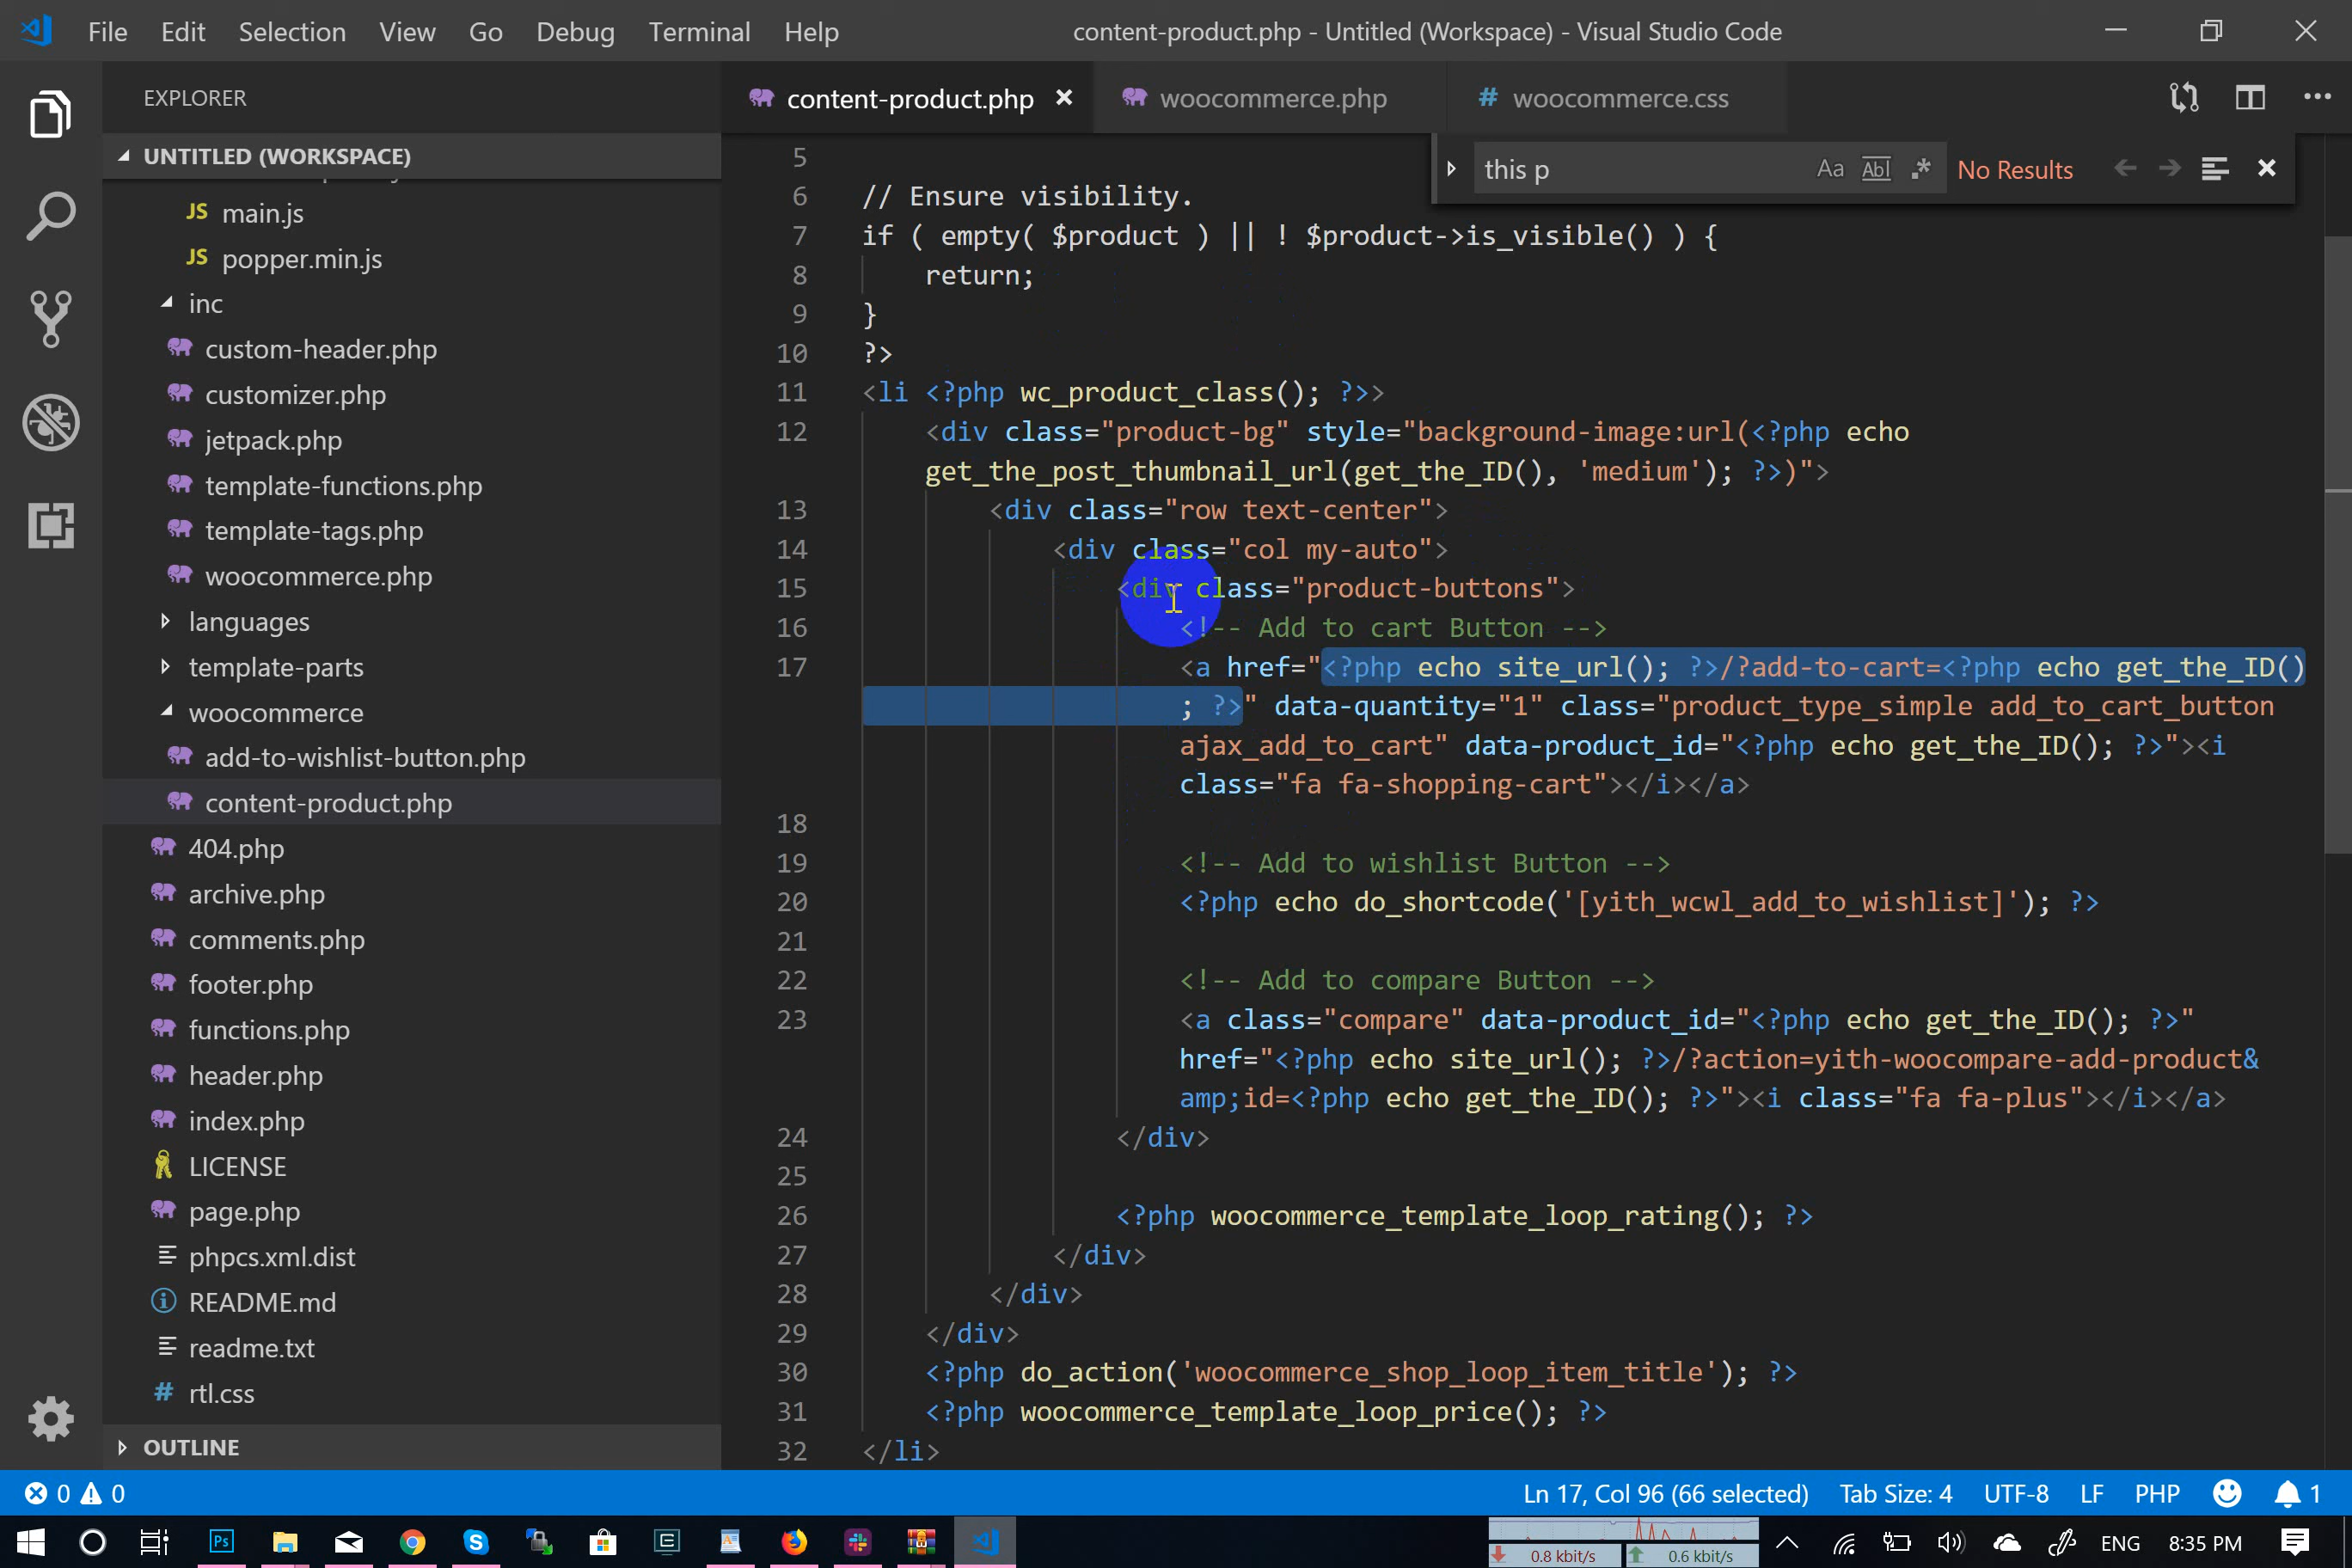 File Edit Selection View Go Debug Terminal Help
content-product.php - Untitled (Workspace) - Visual Studio Code
EXPLORER
UNTITLED (WORKSPACE)
JS main.js
JS popper.min.js
inc
custom-header.php
customizer.php
jetpack.php
template-functions.php
template-tags.php
woocommerce.php
languages
template-parts
woocommerce
add-to-wishlist-button.php
content-product.php
404.php
archive.php
comments.php
footer.php
functions.php
header.php
index.php
LICENSE
page.php
phpcs.xml.dist
README.md
readme.txt
# rtl.css
OUTLINE
content-product.php
woocommerce.php
# woocommerce.css
this p
Aa Abl .* No Results
5
6 // Ensure visibility.
7 if ( empty( $product ) || ! $product->is_visible() ) {
8 return;
9 }
10 ?>
11 <li <?php wc_product_class(); ?>>
12 <div class="product-bg" style="background-image:url(<?php echo
get_the_post_thumbnail_url(get_the_ID(), 'medium'); ?>)">
13 <div class="row text-center">
14 <div class="col my-auto">
15 <div class="product-buttons">
16 <!-- Add to cart Button -->
17 <a href="<?php echo site_url(); ?>/?add-to-cart=<?php echo get_the_ID()
; ?>" data-quantity="1" class="product_type_simple add_to_cart_button
ajax_add_to_cart" data-product_id="<?php echo get_the_ID(); ?>"><i
class="fa fa-shopping-cart"></i></a>
18
19 <!-- Add to wishlist Button -->
20 <?php echo do_shortcode('[yith_wcwl_add_to_wishlist]'); ?>
21
22 <!-- Add to compare Button -->
23 <a class="compare" data-product_id="<?php echo get_the_ID(); ?>"
href="<?php echo site_url(); ?>/?action=yith-woocompare-add-product&
amp;id=<?php echo get_the_ID(); ?>"><i class="fa fa-plus"></i></a>
24 </div>
25
26 <?php woocommerce_template_loop_rating(); ?>
27 </div>
28 </div>
29 </div>
30 <?php do_action('woocommerce_shop_loop_item_title'); ?>
31 <?php woocommerce_template_loop_price(); ?>
32 </li>
0 0
Ln 17, Col 96 (66 selected) Tab Size: 4 UTF-8 LF PHP 1
Ps
0.8 kbit/s 0.6 kbit/s
ENG 8:35 PM